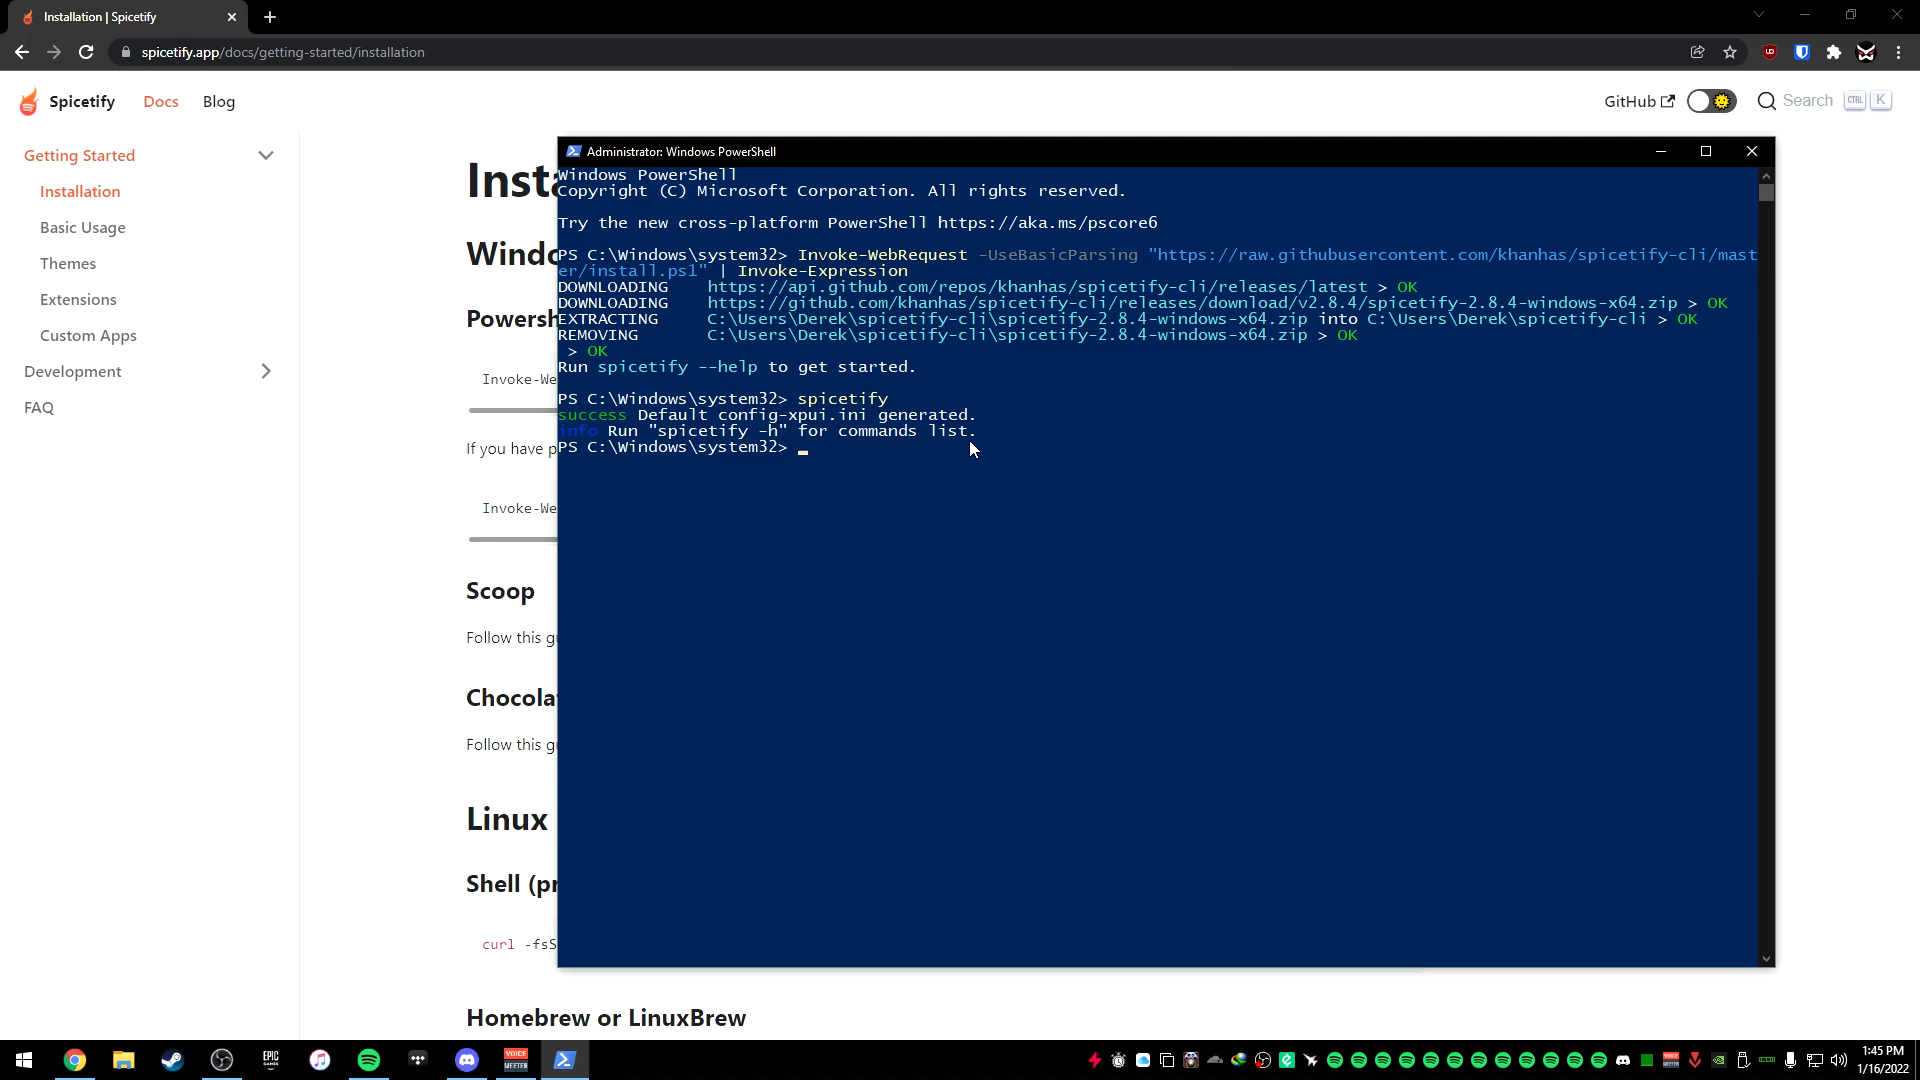 Installation | Spicetify
spicetify.app/docs/getting-started/installation
Spicetify
Docs
Blog
GitHub
Search
CTRL
K
Getting Started
Installation
Basic Usage
Themes
Extensions
Custom Apps
Development
FAQ
Insta
Windo
Powersh
Invoke-We
If you have p
Invoke-We
Scoop
Follow this gu
Chocolat
Follow this gu
Linux
Shell (pr
curl -fsS
Homebrew or LinuxBrew
Administrator: Windows PowerShell
Windows PowerShell
Copyright (C) Microsoft Corporation. All rights reserved.
Try the new cross-platform PowerShell https://aka.ms/pscore6
PS C:\Windows\system32> Invoke-WebRequest -UseBasicParsing "https://raw.githubusercontent.com/khanhas/spicetify-cli/mast
er/install.ps1" | Invoke-Expression
DOWNLOADING https://api.github.com/repos/khanhas/spicetify-cli/releases/latest > OK
DOWNLOADING https://github.com/khanhas/spicetify-cli/releases/download/v2.8.4/spicetify-2.8.4-windows-x64.zip > OK
EXTRACTING C:\Users\Derek\spicetify-cli\spicetify-2.8.4-windows-x64.zip into C:\Users\Derek\spicetify-cli > OK
REMOVING C:\Users\Derek\spicetify-cli\spicetify-2.8.4-windows-x64.zip > OK
> OK
Run spicetify --help to get started.
PS C:\Windows\system32> spicetify
success Default config-xpui.ini generated.
info Run "spicetify -h" for commands list.
PS C:\Windows\system32>
EPIC
GAMES
VOICE
MEETER
1:45 PM
1/16/2022